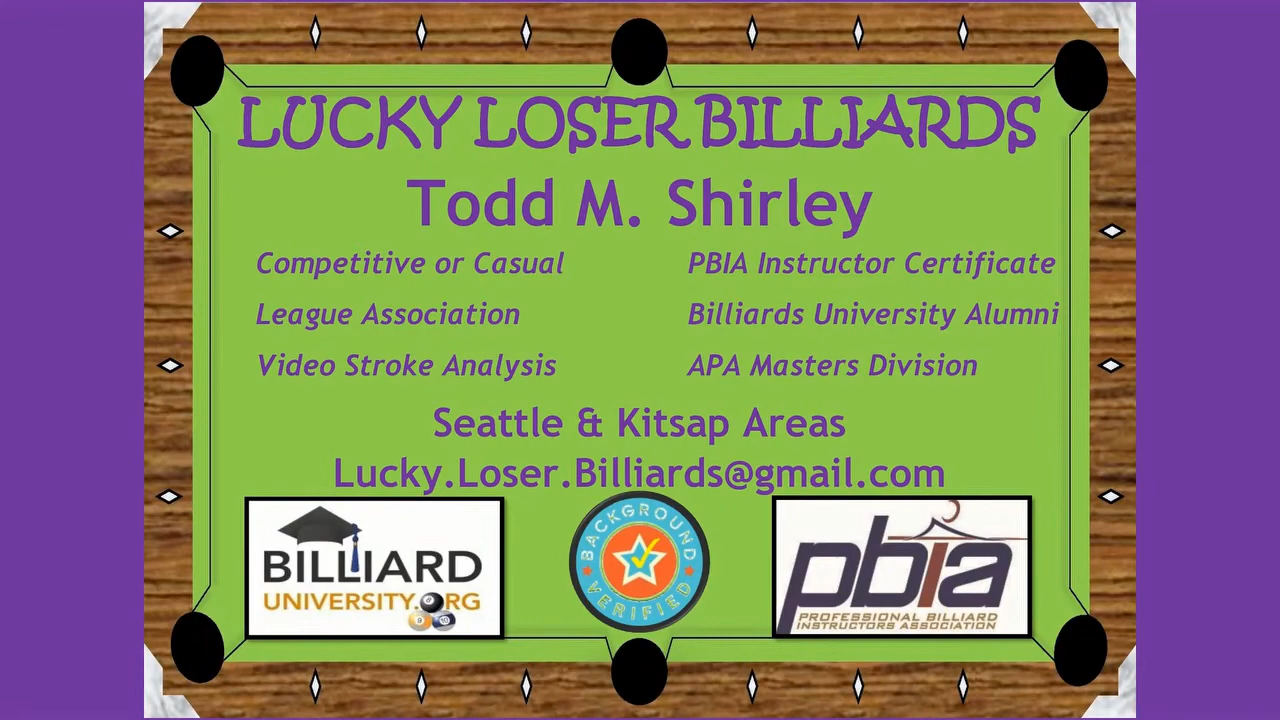 LUCKY LOSER BILLIARDS
Todd M. Shirley
Competitive or Casual
PBIA Instructor Certificate
League Association
Billiards University Alumni
Video Stroke Analysis
APA Masters Division
Seattle & Kitsap Areas
Lucky.Loser.Billiards@gmail.com
BILLIARD
UNIVERSITY.ORG
BACKGROUND
VERIFIED
pbia
PROFESSIONAL BILLIARD
INSTRUCTORS ASSOCIATION